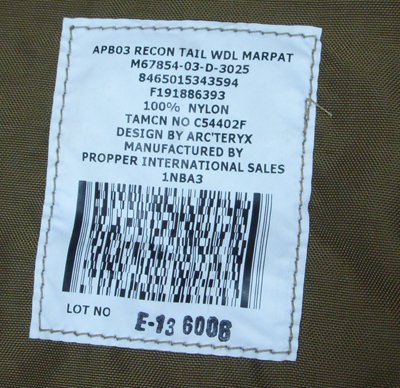 APB03 RECON TAIL WDL MARPAT
M67854-03-D-3025
8465015343594
F191886393
100% NYLON
TAMCN NO C54402F
DESIGN BY ARC'TERYX
MANUFACTURED BY
PROPPER INTERNATIONAL SALES
1NBA3
LOT NO E-13 6006